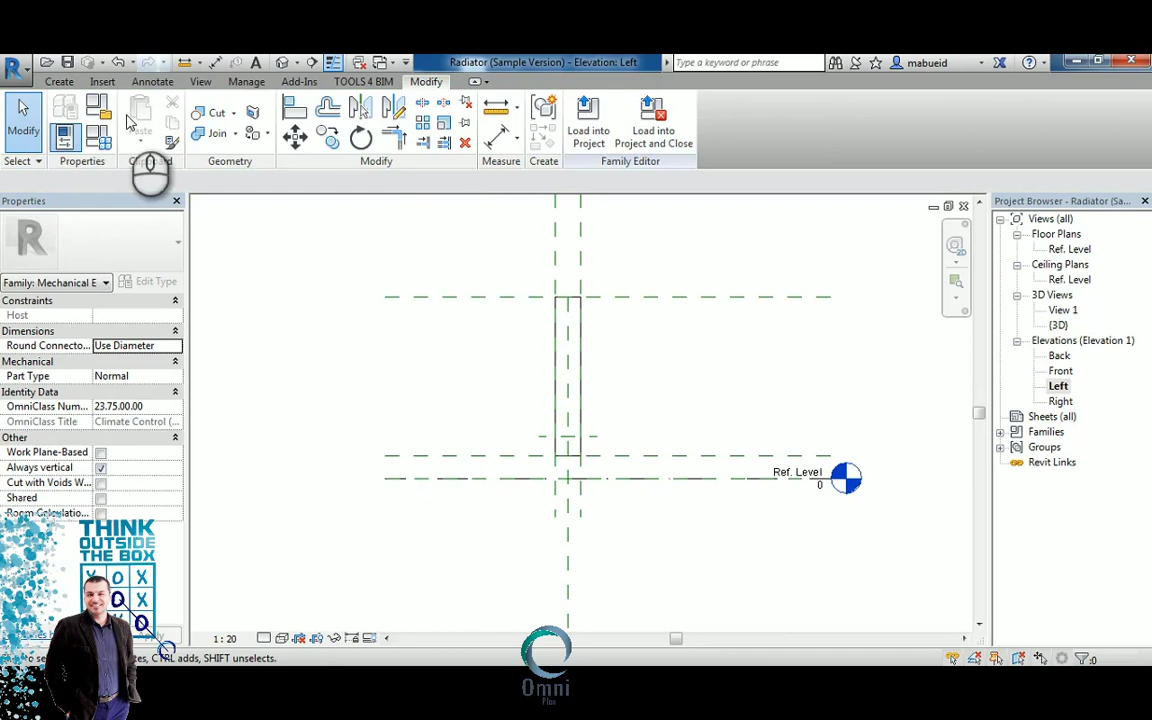 Radiator (Sample Version) - Elevation: Left
Type a keyword or phrase
mabueid
Create
Insert
Annotate
View
Manage
Add-Ins
TOOLS 4 BIM
Modify
Modify
Cut
Join
Load into
Project
Load into
Project and Close
Select
Properties
Geometry
Modify
Measure
Create
Family Editor
Properties
Family: Mechanical E
Edit Type
Constraints
Host
Dimensions
Round Connecto... Use Diameter
Mechanical
Part Type Normal
Identity Data
OmniClass Num... 23.75.00.00
OmniClass Title Climate Control (...
Other
Work Plane-Based
Always vertical
Cut with Voids W...
Shared
Room Calculatio...
THINK
OUTSIDE
THE BOX
X O X
O X
O
Ref. Level
0
Project Browser - Radiator (Sa...
Views (all)
Floor Plans
Ref. Level
Ceiling Plans
Ref. Level
3D Views
View 1
{3D}
Elevations (Elevation 1)
Back
Front
Left
Right
Sheets (all)
Families
Groups
Revit Links
1 : 20
CTRL adds, SHIFT unselects.
:0
Omni
Plus